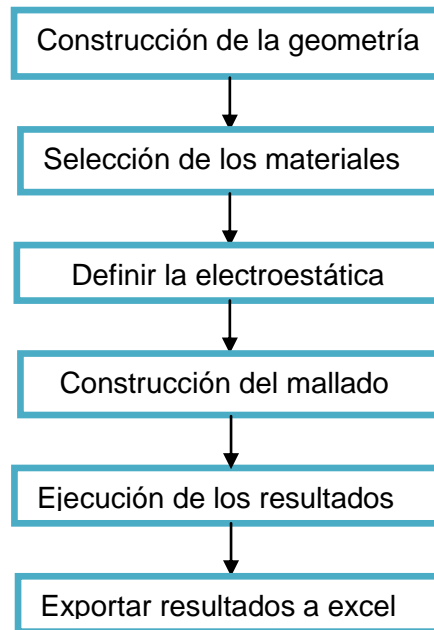 Construcción de la geometría
Selección de los materiales
Definir la electroestática
Construcción del mallado
Ejecución de los resultados
Exportar resultados a excel